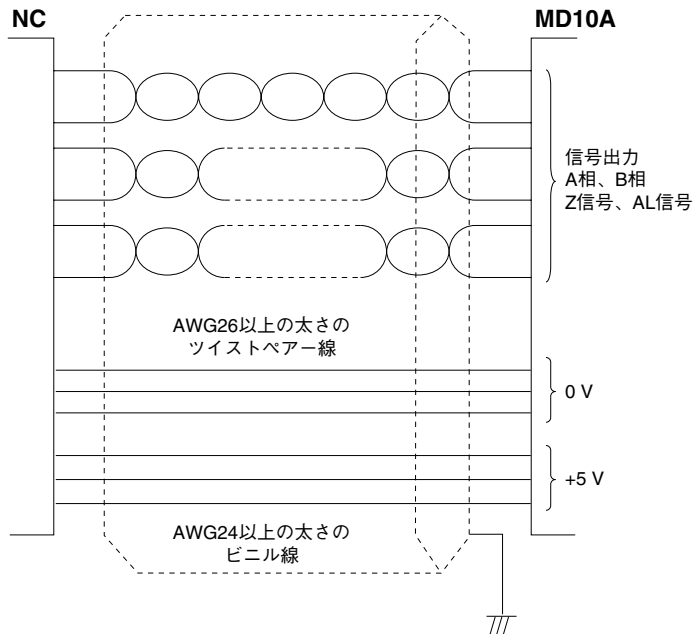 NC
MD10A
信号出力
A相、B相
Z信号、AL信号
AWG26以上の太さの
ツイストペアー線
0 V
+5 V
AWG24以上の太さの
ビニル線